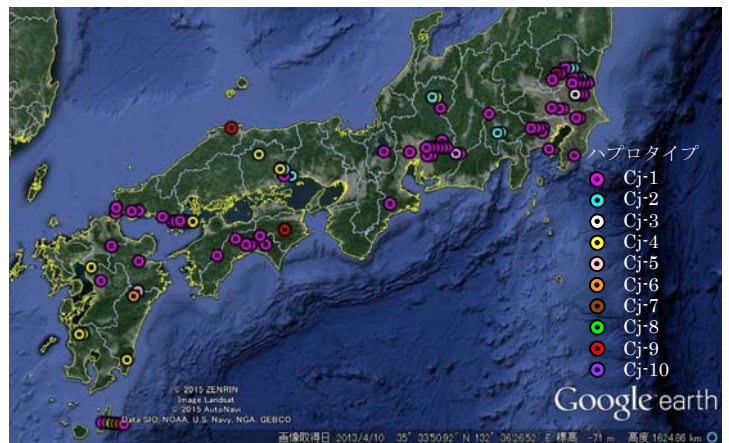 ハプロタイプ
Cj-1
Cj-2
Cj-3
Cj-4
Cj-5
Cj-6
Cj-7
Cj-8
Cj-9
Cj-10
© 2015 ZENRIN
Image Landsat
© 2015 AutoNavi
Data SIO, NOAA, U.S. Navy, NGA, GEBCO
Google earth
画像取得日 2013/4/10 35° 33'50.92" N 132° 36'26.52" E 標高 -71 m 高度 1624.86 km